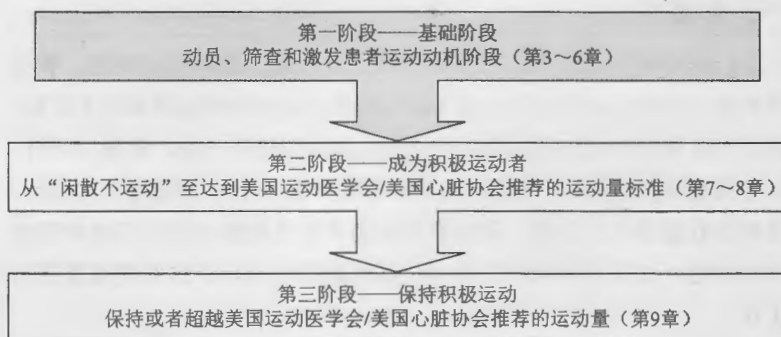 第一阶段——基础阶段
动员、筛查和激发患者运动动机阶段（第3～6章）
第二阶段——成为积极运动者
从“闲散不运动”至达到美国运动医学会/美国心脏协会推荐的运动量标准（第7～8章）
第三阶段——保持积极运动
保持或者超越美国运动医学会/美国心脏协会推荐的运动量（第9章）